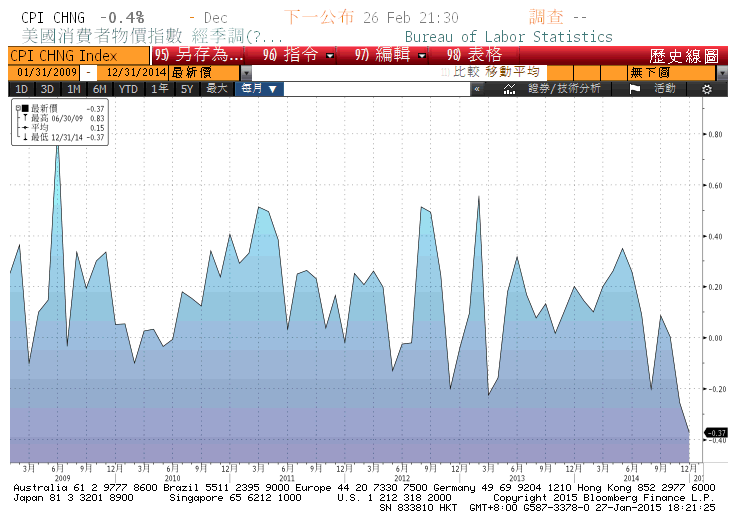 CPI CHNG -0.4% - Dec 下一公布 26 Feb 21:30 調查 --
美國消費者物價指數 經季調(?... Bureau of Labor Statistics
CPI CHNG Index 95) 另存為... 96) 指令 97) 編輯 98) 表格 歷史線圖
01/31/2009 - 12/31/2014 最新價 比較 移動平均 無下圖
1D 3D 1M 6M YTD 1年 5Y 最大 每月 ▼ « 證券/技術分析 活動
最新價 -0.37
最高 06/30/09 0.83
平均 0.15
最低 12/31/14 -0.37
0.80
0.60
0.40
0.20
0.00
-0.20
-0.37
-0.40
3月 6月 9月 12月 3月 6月 9月 12月 3月 6月 9月 12月 3月 6月 9月 12月 3月 6月 9月 12月 3月 6月 9月 12月
2009 2010 2011 2012 2013 2014 20
Australia 61 2 9777 8600 Brazil 5511 2395 9000 Europe 44 20 7330 7500 Germany 49 69 9204 1210 Hong Kong 852 2977 6000
Japan 81 3 3201 8900 Singapore 65 6212 1000 U.S. 1 212 318 2000 Copyright 2015 Bloomberg Finance L.P.
SN 833810 HKT GMT+8:00 G587-3378-0 27-Jan-2015 18:21:25